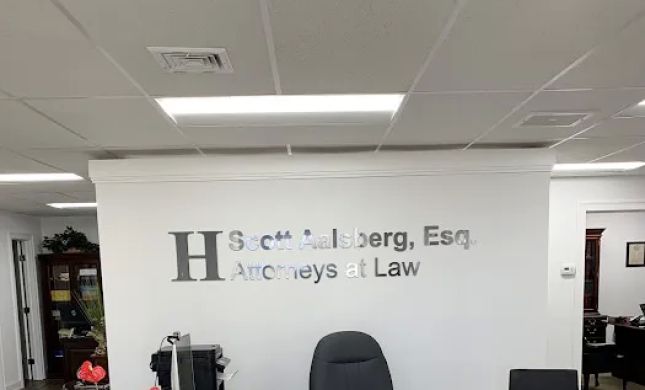 H Scott Aalsberg, Esq.
Attorneys at Law